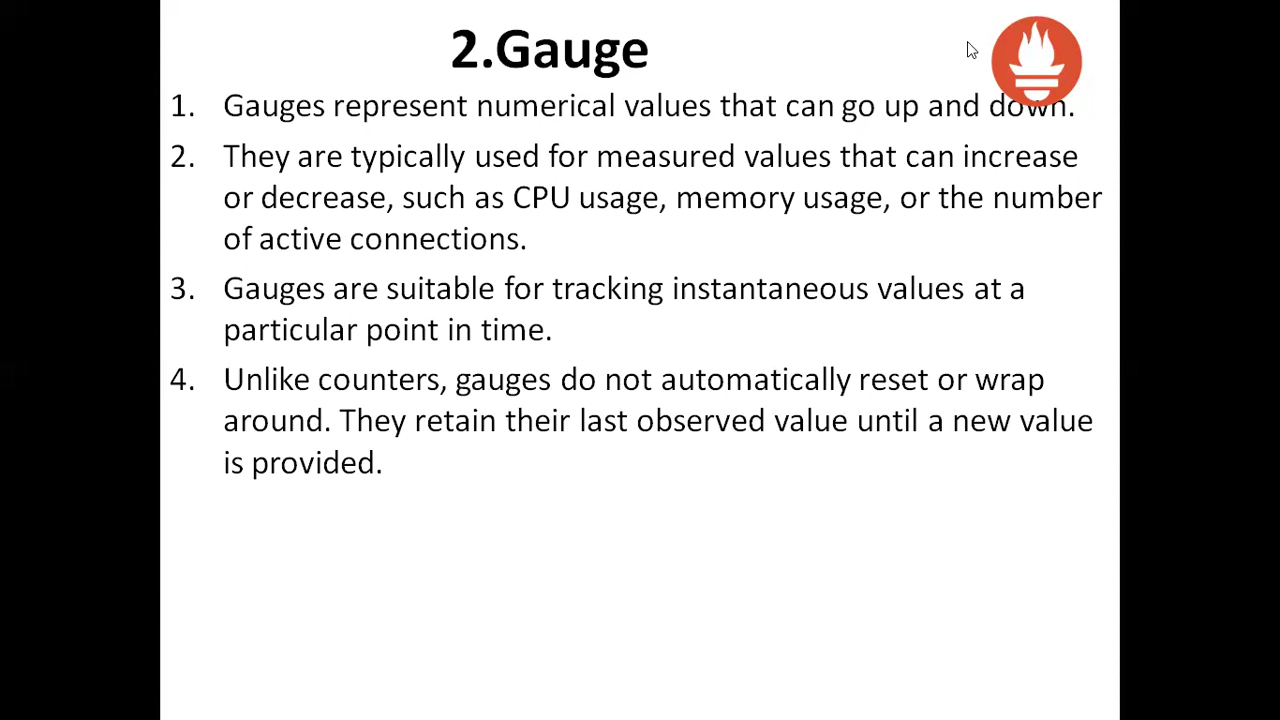 2.Gauge
1. Gauges represent numerical values that can go up and down.
2. They are typically used for measured values that can increase
or decrease, such as CPU usage, memory usage, or the number
of active connections.
3. Gauges are suitable for tracking instantaneous values at a
particular point in time.
4. Unlike counters, gauges do not automatically reset or wrap
around. They retain their last observed value until a new value
is provided.